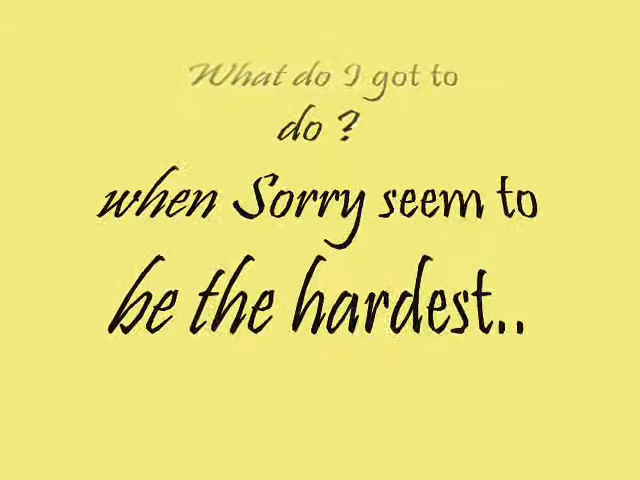 What do I got to
do ?
when Sorry seem to
be the hardest..